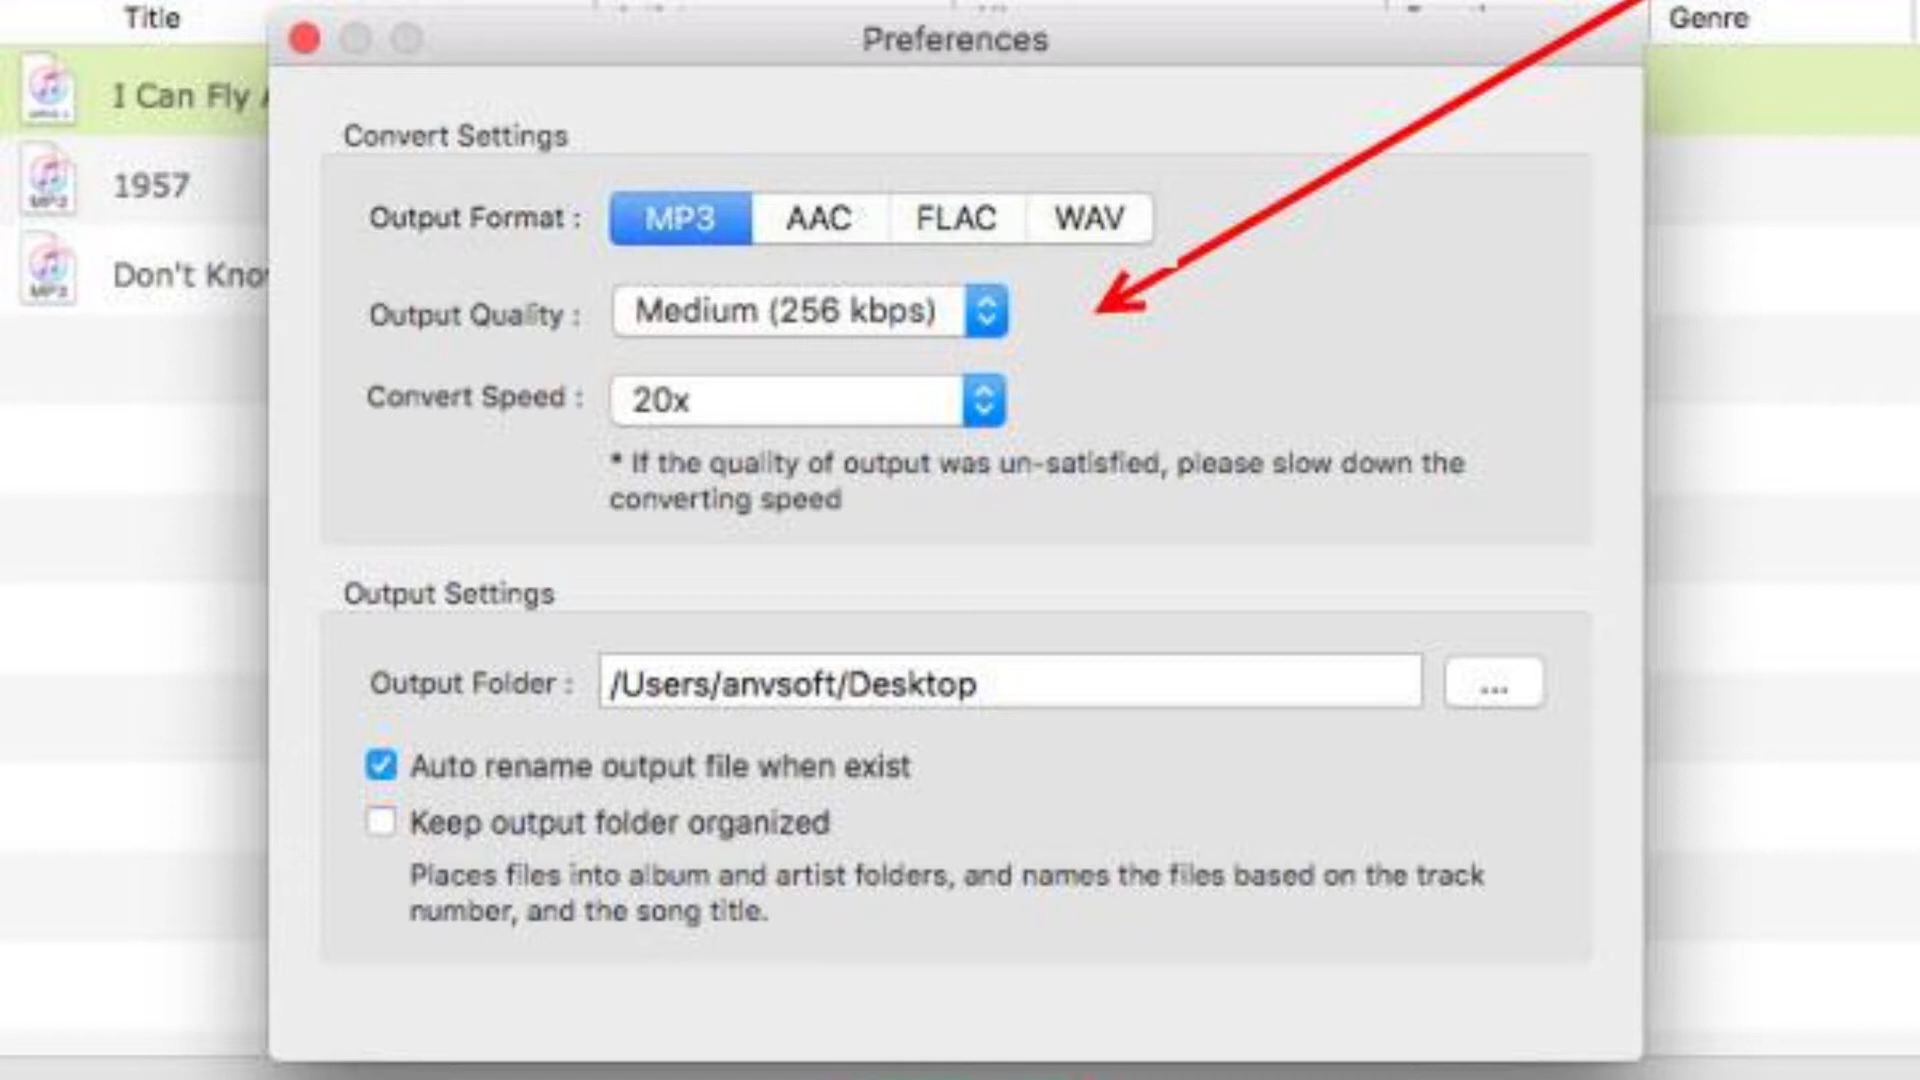 Title
Preferences
Genre
I Can Fly
Convert Settings
1957
Output Format :
MP3
AAC
FLAC
WAV
MP3
Don't Kno
MP3
Output Quality :
Medium (256 kbps)
Convert Speed :
20x
* If the quality of output was un-satisfied, please slow down the
converting speed
Output Settings
Output Folder :
/Users/anvsoft/Desktop
...
Auto rename output file when exist
Keep output folder organized
Places files into album and artist folders, and names the files based on the track
number, and the song title.